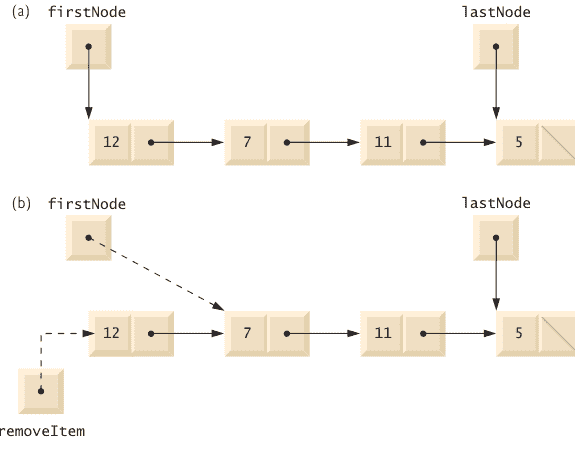 (a) firstNode lastNode
12 7 11 5
(b) firstNode lastNode
12 7 11 5
removeItem